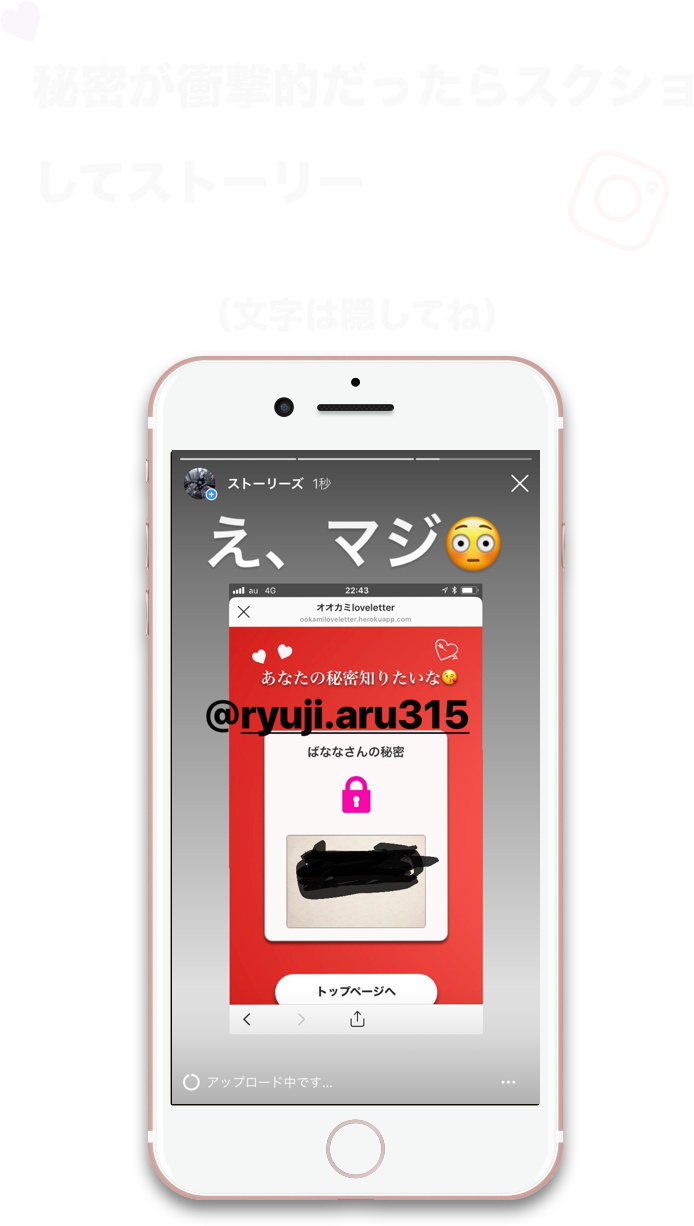 秘密が衝撃的だったらスクショ
してストーリー
（文字は隠してね）
ストーリーズ 1秒
え、マジ😳
au 4G 22:43
オオカミloveletter
ookamiloveletter.herokuapp.com
あなたの秘密知りたいな😘
@ryuji.aru315
ばななさんの秘密
トップページへ
アップロード中です...